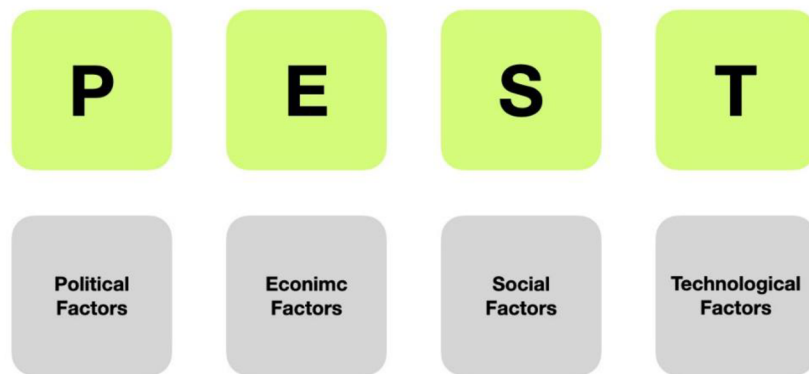 P E S T
Political Econimc Social Technological
Factors Factors Factors Factors